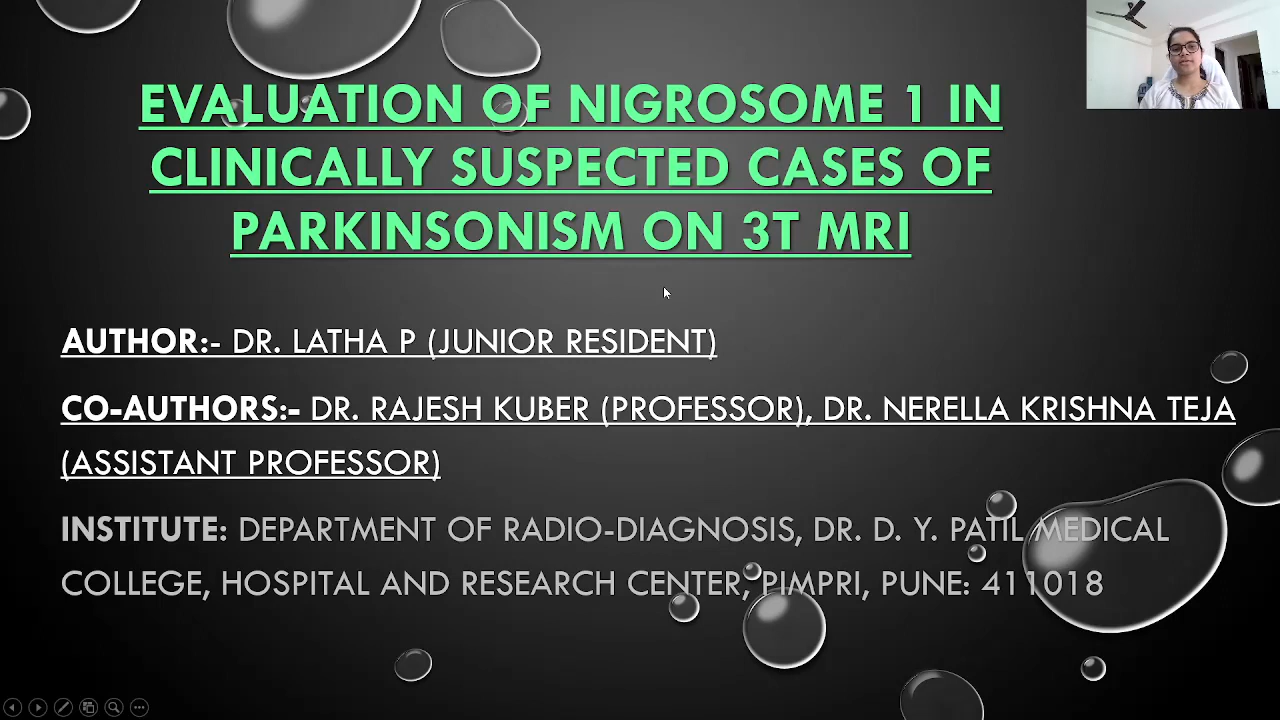 EVALUATION OF NIGROSOME 1 IN
CLINICALLY SUSPECTED CASES OF
PARKINSONISM ON 3T MRI
AUTHOR:- DR. LATHA P (JUNIOR RESIDENT)
CO-AUTHORS:- DR. RAJESH KUBER (PROFESSOR), DR. NERELLA KRISHNA TEJA
(ASSISTANT PROFESSOR)
INSTITUTE: DEPARTMENT OF RADIO-DIAGNOSIS, DR. D. Y. PATIL MEDICAL
COLLEGE, HOSPITAL AND RESEARCH CENTER, PIMPRI, PUNE: 411018